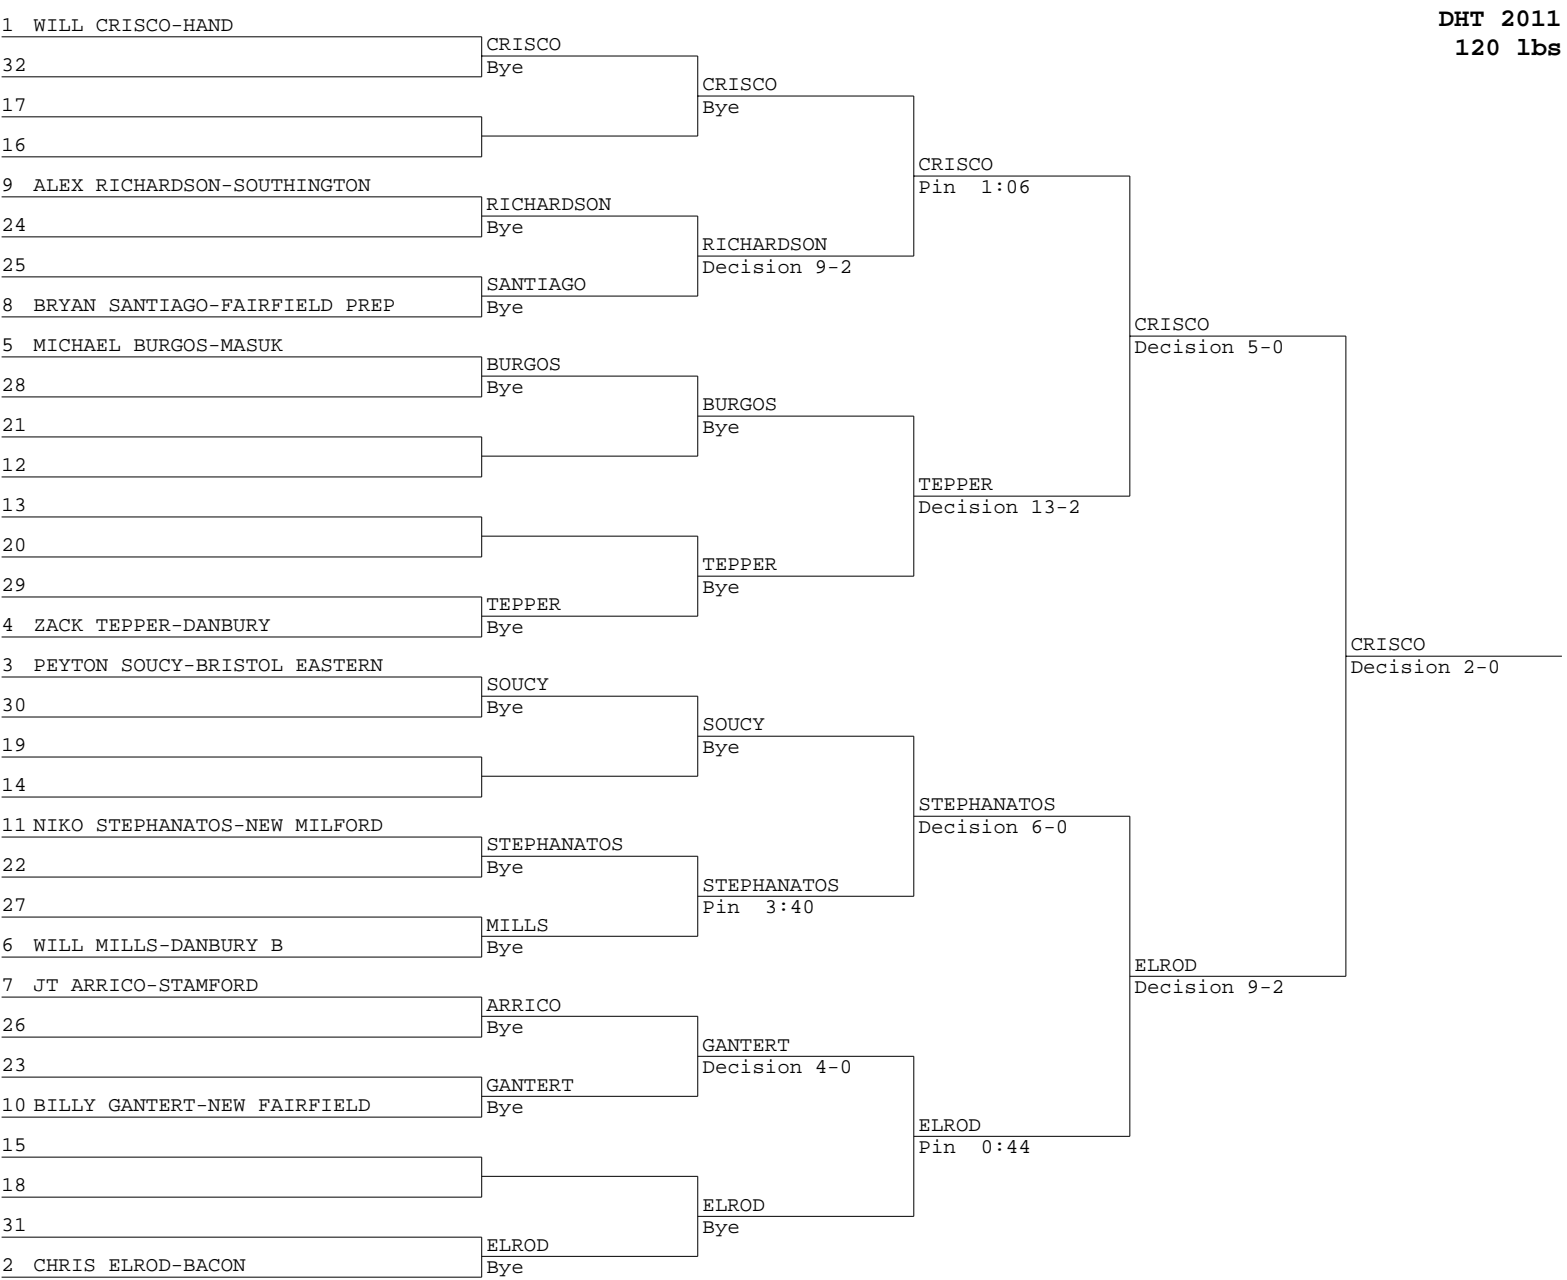 DHT 2011
120 lbs
1 WILL CRISCO-HAND
32
17
16
9 ALEX RICHARDSON-SOUTHINGTON
24
25
8 BRYAN SANTIAGO-FAIRFIELD PREP
5 MICHAEL BURGOS-MASUK
28
21
12
13
20
29
4 ZACK TEPPER-DANBURY
3 PEYTON SOUCY-BRISTOL EASTERN
30
19
14
11 NIKO STEPHANATOS-NEW MILFORD
22
27
6 WILL MILLS-DANBURY B
7 JT ARRICO-STAMFORD
26
23
10 BILLY GANTERT-NEW FAIRFIELD
15
18
31
2 CHRIS ELROD-BACON
CRISCO
Bye
RICHARDSON
Bye
SANTIAGO
Bye
BURGOS
Bye
TEPPER
Bye
SOUCY
Bye
STEPHANATOS
Bye
MILLS
Bye
ARRICO
Bye
GANTERT
Bye
ELROD
Bye
CRISCO
Bye
RICHARDSON
Decision 9-2
BURGOS
Bye
TEPPER
Bye
SOUCY
Bye
STEPHANATOS
Pin 3:40
GANTERT
Decision 4-0
ELROD
Bye
CRISCO
Pin 1:06
TEPPER
Decision 13-2
STEPHANATOS
Decision 6-0
ELROD
Pin 0:44
CRISCO
Decision 5-0
ELROD
Decision 9-2
CRISCO
Decision 2-0